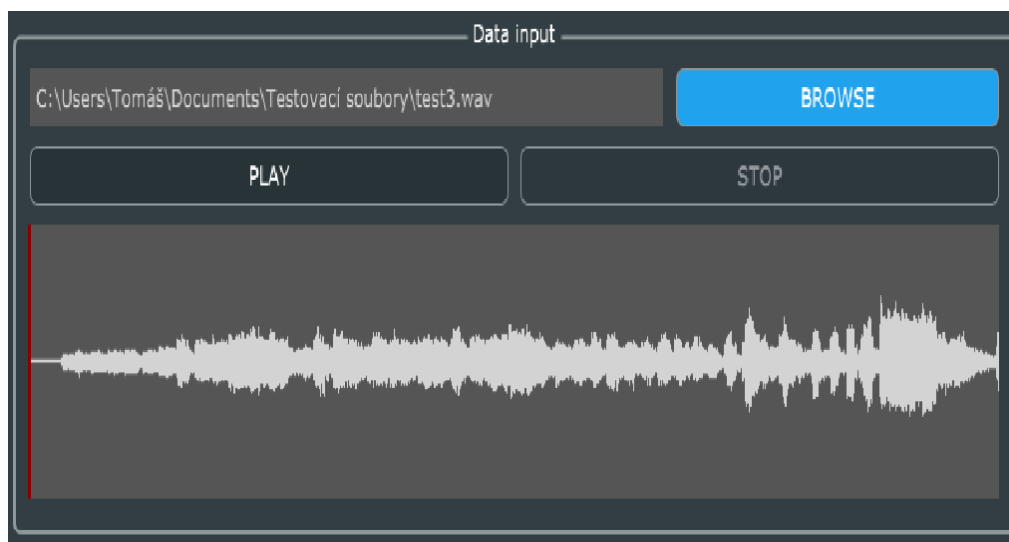 Data input
C:\Users\Tomáš\Documents\Testovací soubory\test3.wav
BROWSE
PLAY
STOP